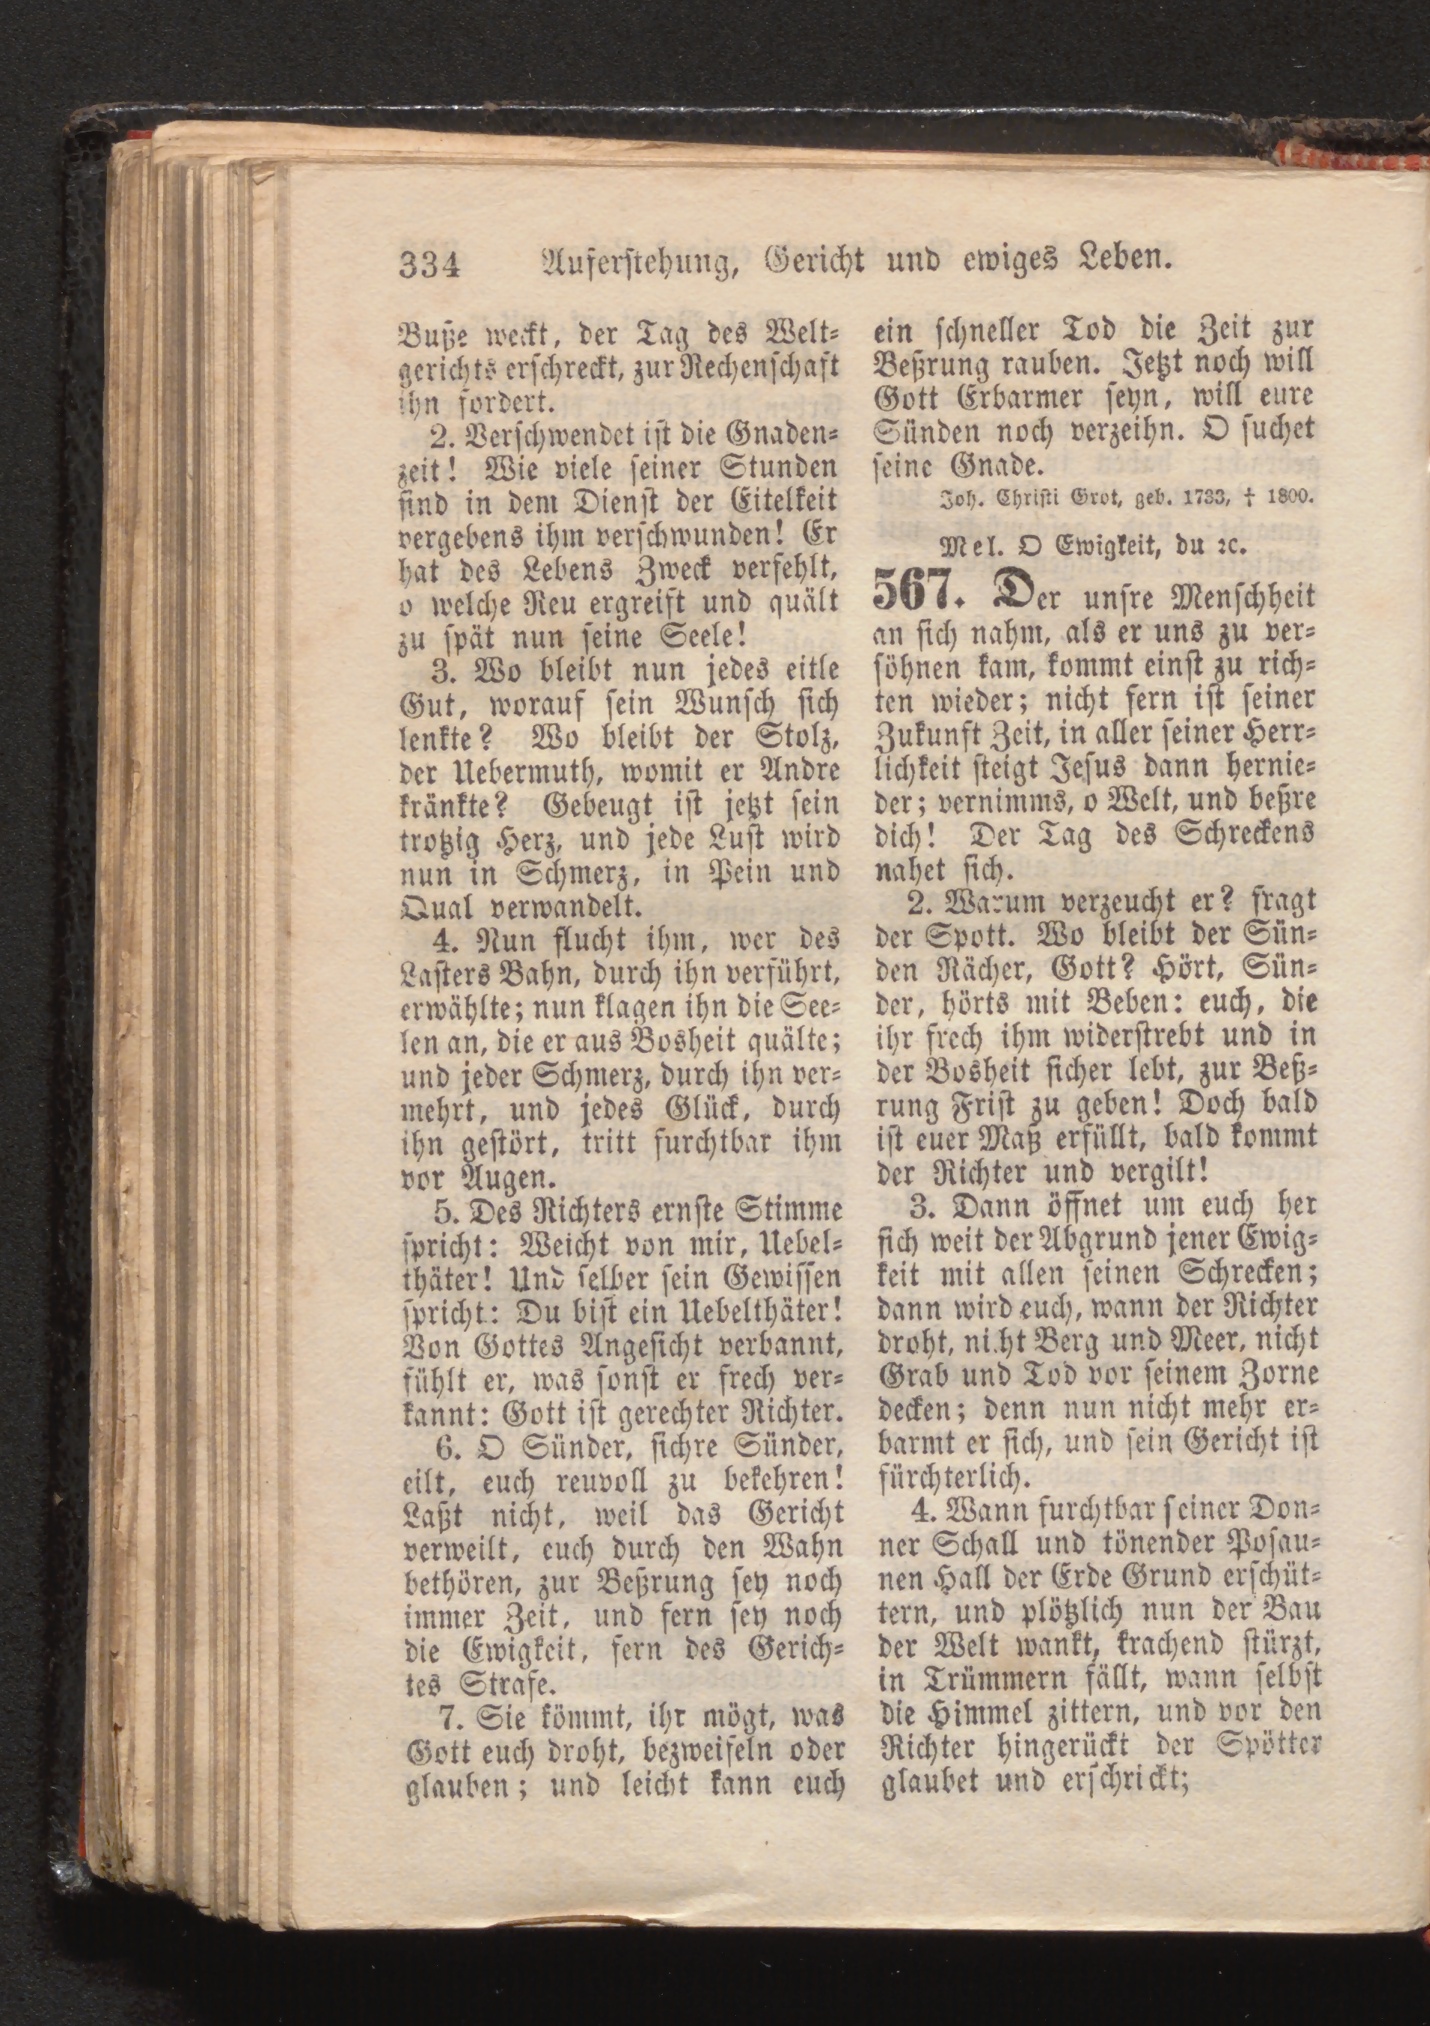 334 Auferstehung, Gericht und ewiges Leben.
Buße weckt, der Tag des Welt-
gerichts erschreckt, zur Rechenschaft
ihn fordert.
2. Verschwendet ist die Gnaden-
zeit! Wie viele seiner Stunden
sind in dem Dienst der Eitelkeit
vergebens ihm verschwunden! Er
hat des Lebens Zweck verfehlt,
o welche Reu ergreift und quält
zu spät nun seine Seele!
3. Wo bleibt nun jedes eitle
Gut, worauf sein Wunsch sich
lenkte? Wo bleibt der Stolz,
der Uebermuth, womit er Andre
kränkte? Gebeugt ist jetzt sein
trotzig Herz, und jede Lust wird
nun in Schmerz, in Pein und
Qual verwandelt.
4. Nun flucht ihm, wer des
Lasters Bahn, durch ihn verführt,
erwählte; nun klagen ihn die See-
len an, die er aus Bosheit quälte;
und jeder Schmerz, durch ihn ver-
mehrt, und jedes Glück, durch
ihn gestört, tritt furchtbar ihm
vor Augen.
5. Des Richters ernste Stimme
spricht: Weicht von mir, Uebel-
thäter! Und selber sein Gewissen
spricht: Du bist ein Uebelthäter!
Von Gottes Angesicht verbannt,
fühlt er, was sonst er frech ver-
kannt: Gott ist gerechter Richter.
6. O Sünder, sichre Sünder,
eilt, euch reuvoll zu bekehren!
Laßt nicht, weil das Gericht
verweilt, euch durch den Wahn
bethören, zur Beßrung sey noch
immer Zeit, und fern sey noch
die Ewigkeit, fern des Gerich-
tes Strafe.
7. Sie kömmt, ihr mögt, was
Gott euch droht, bezweifeln oder
glauben; und leicht kann euch
ein schneller Tod die Zeit zur
Beßrung rauben. Jetzt noch will
Gott Erbarmer seyn, will eure
Sünden noch verzeihn. O suchet
seine Gnade.
Joh. Christi Grot, geb. 1733, † 1800.
Mel. O Ewigkeit, du ꝛc.
567. Der unsre Menschheit
an sich nahm, als er uns zu ver-
söhnen kam, kommt einst zu rich-
ten wieder; nicht fern ist seiner
Zukunft Zeit, in aller seiner Herr-
lichkeit steigt Jesus dann hernie-
der; vernimms, o Welt, und beßre
dich! Der Tag des Schreckens
nahet sich.
2. Warum verzeucht er? fragt
der Spott. Wo bleibt der Sün-
den Rächer, Gott? Hört, Sün-
der, hörts mit Beben: euch, die
ihr frech ihm widerstrebt und in
der Bosheit sicher lebt, zur Beß-
rung Frist zu geben! Doch bald
ist euer Maß erfüllt, bald kommt
der Richter und vergilt!
3. Dann öffnet um euch her
sich weit der Abgrund jener Ewig-
keit mit allen seinen Schrecken;
dann wird euch, wann der Richter
droht, nicht Berg und Meer, nicht
Grab und Tod vor seinem Zorne
decken; denn nun nicht mehr er-
barmt er sich, und sein Gericht ist
fürchterlich.
4. Wann furchtbar seiner Don-
ner Schall und tönender Posau-
nen Hall der Erde Grund erschüt-
tern, und plötzlich nun der Bau
der Welt wankt, krachend stürzt,
in Trümmern fällt, wann selbst
die Himmel zittern, und vor den
Richter hingerückt der Spötter
glaubet und erschrickt;